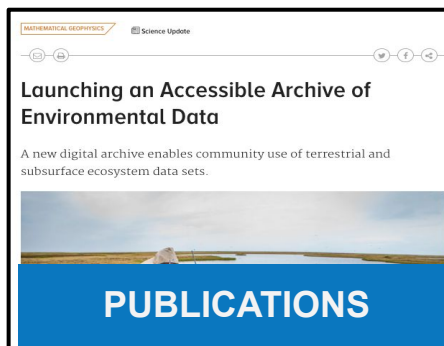 MATHEMATICAL GEOPHYSICS
Science Update
Launching an Accessible Archive of
Environmental Data
A new digital archive enables community use of terrestrial and
subsurface ecosystem data sets.
PUBLICATIONS